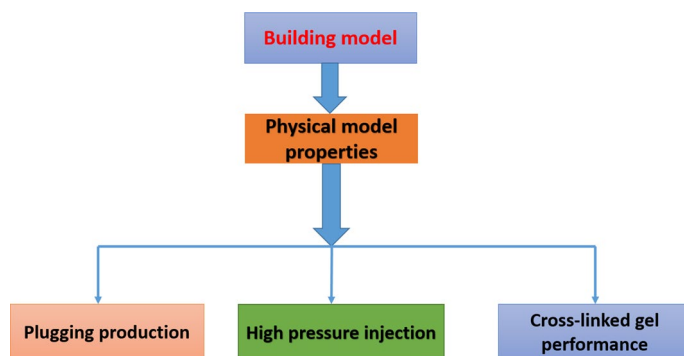 Building model
Physical model
properties
Plugging production
High pressure injection
Cross-linked gel
performance